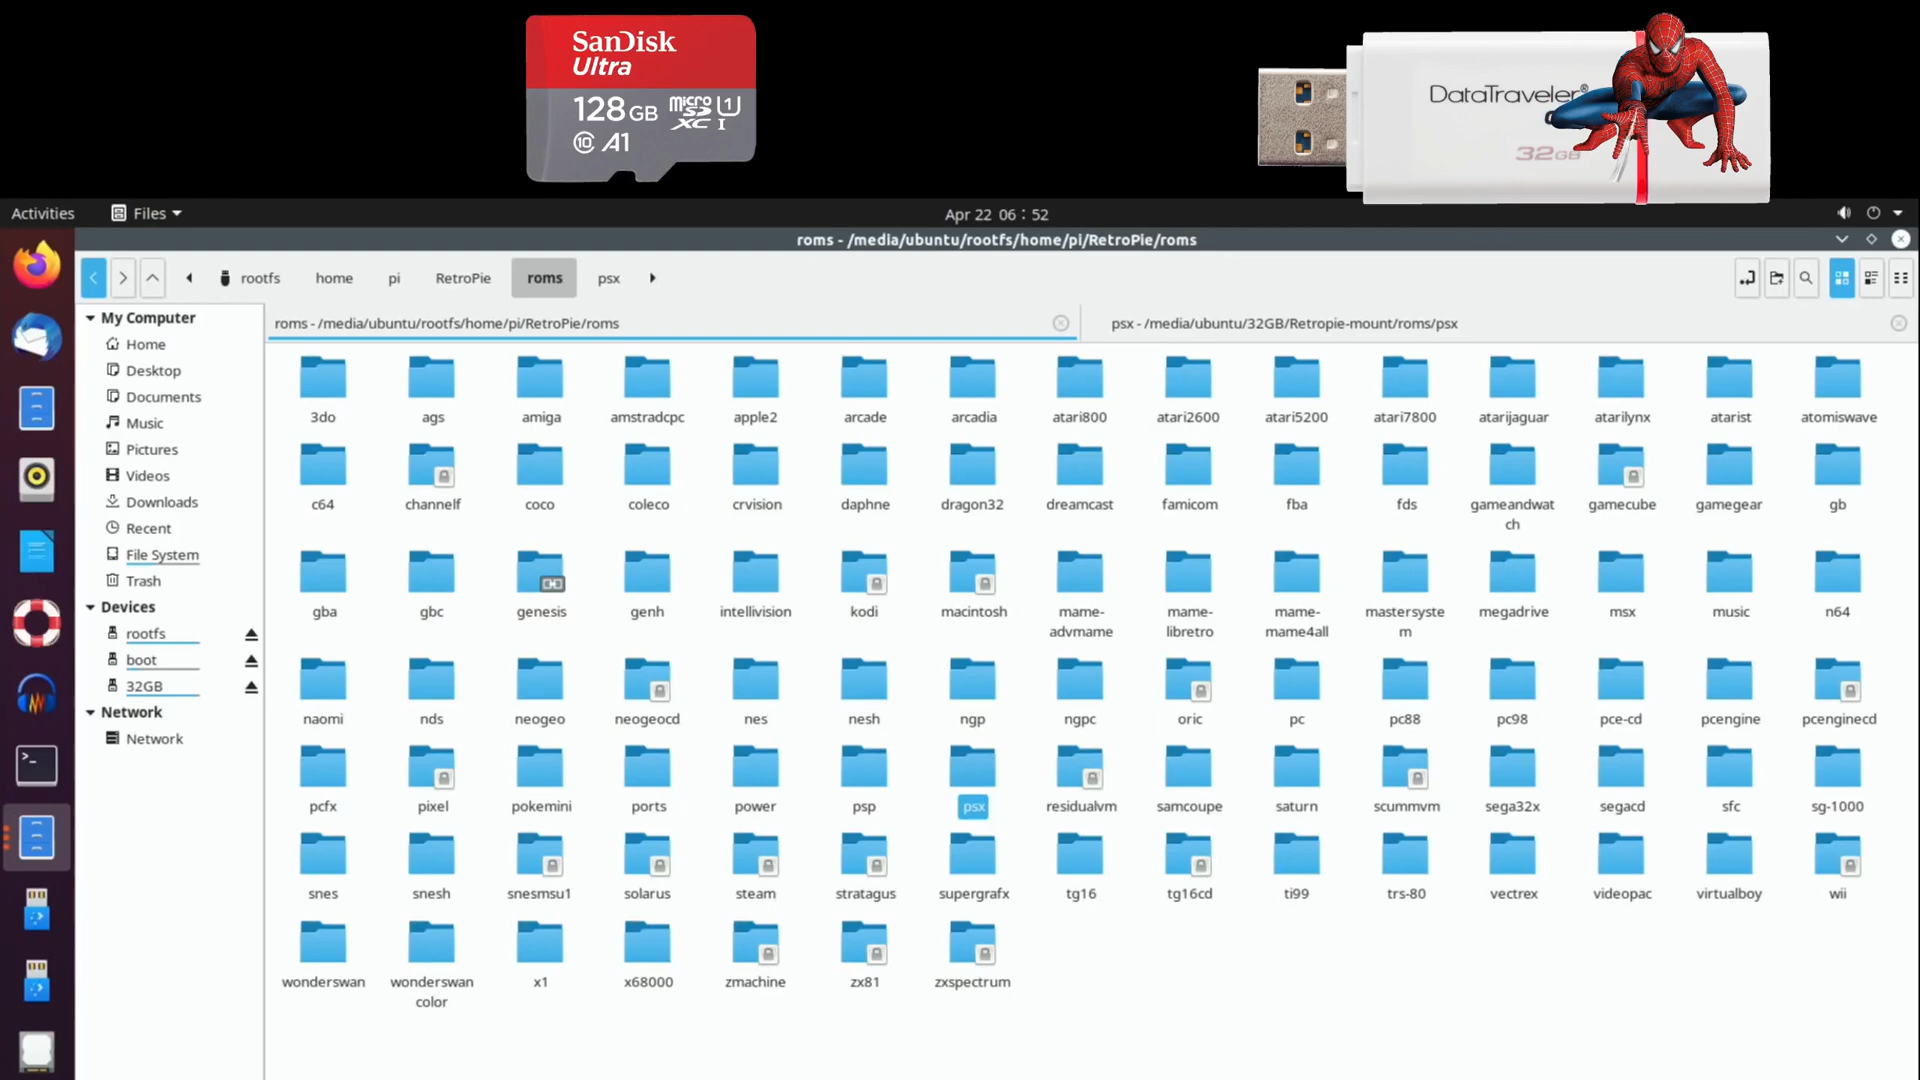 SanDisk
Ultra
128GB micro SD XC I U1
10 A1
DataTraveler®
32GB
Activities Files Apr 22 06:52
roms - /media/ubuntu/rootfs/home/pi/RetroPie/roms
rootfs home pi RetroPie roms psx
roms - /media/ubuntu/rootfs/home/pi/RetroPie/roms
psx - /media/ubuntu/32GB/Retropie-mount/roms/psx
My Computer
Home
Desktop
Documents
Music
Pictures
Videos
Downloads
Recent
File System
Trash
Devices
rootfs
boot
32GB
Network
Network
3do ags amiga amstradcpc apple2 arcade arcadia atari800 atari2600 atari5200 atari7800 atarijaguar atarilynx atarist atomiswave
c64 channelf coco coleco crvision daphne dragon32 dreamcast famicom fba fds gameandwat gamecube gamegear gb
ch
gba gbc genesis genh intellivision kodi macintosh mame- mame- mame- mastersyste megadrive msx music n64
advmame libretro mame4all m
naomi nds neogeo neogeocd nes nesh ngp ngpc oric pc pc88 pc98 pce-cd pcengine pcenginecd
pcfx pixel pokemini ports power psp psx residualvm samcoupe saturn scummvm sega32x segacd sfc sg-1000
snes snesh snesmsu1 solarus steam stratagus supergrafx tg16 tg16cd ti99 trs-80 vectrex videopac virtualboy wii
wonderswan wonderswan x1 x68000 zmachine zx81 zxspectrum
color